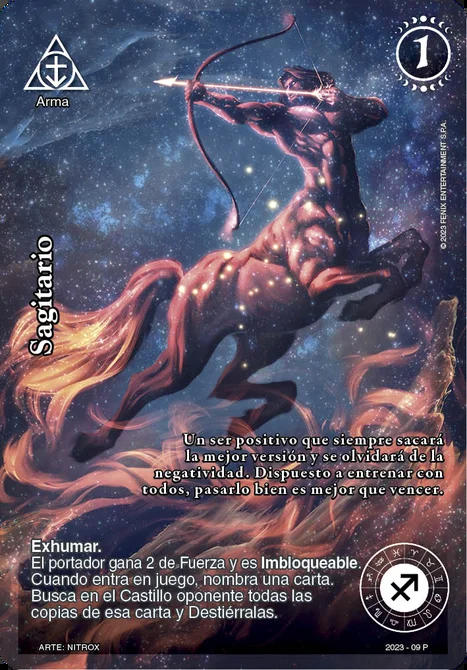 1
Arma
© 2023 FENIX ENTERTAINMENT S.P.A.
Sagitario
Un ser positivo que siempre sacará
la mejor versión y se olvidará de la
negatividad. Dispuesto a entrenar con
todos, pasarlo bien es mejor que vencer.
Exhumar.
El portador gana 2 de Fuerza y es Imbloqueable.
Cuando entra en juego, nombra una carta.
Busca en el Castillo oponente todas las
copias de esa carta y Destiérralas.
ARTE: NITROX
2023 - 09 P